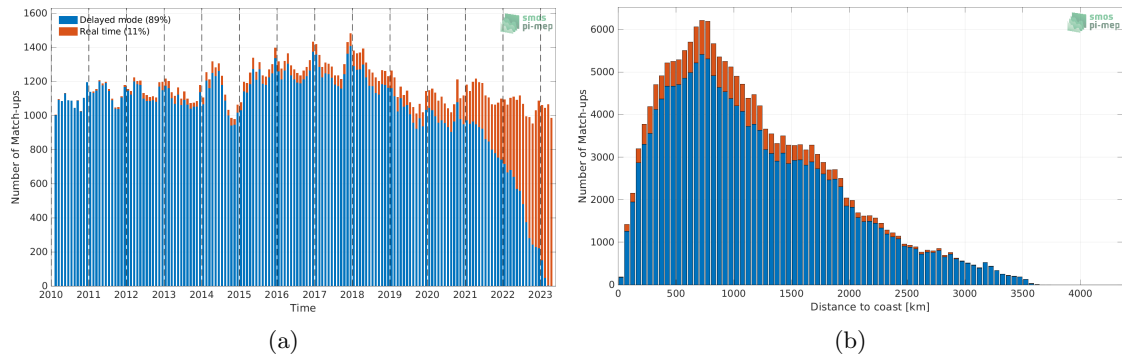 Delayed mode (89%)
Real time (11%)
smos
pi-mep
Number of Match-ups
1600
1400
1200
1000
800
600
400
200
0
2010 2011 2012 2013 2014 2015 2016 2017 2018 2019 2020 2021 2022 2023
Time
(a)
smos
pi-mep
Number of Match-ups
6000
5000
4000
3000
2000
1000
0
0 500 1000 1500 2000 2500 3000 3500 4000
Distance to coast [km]
(b)